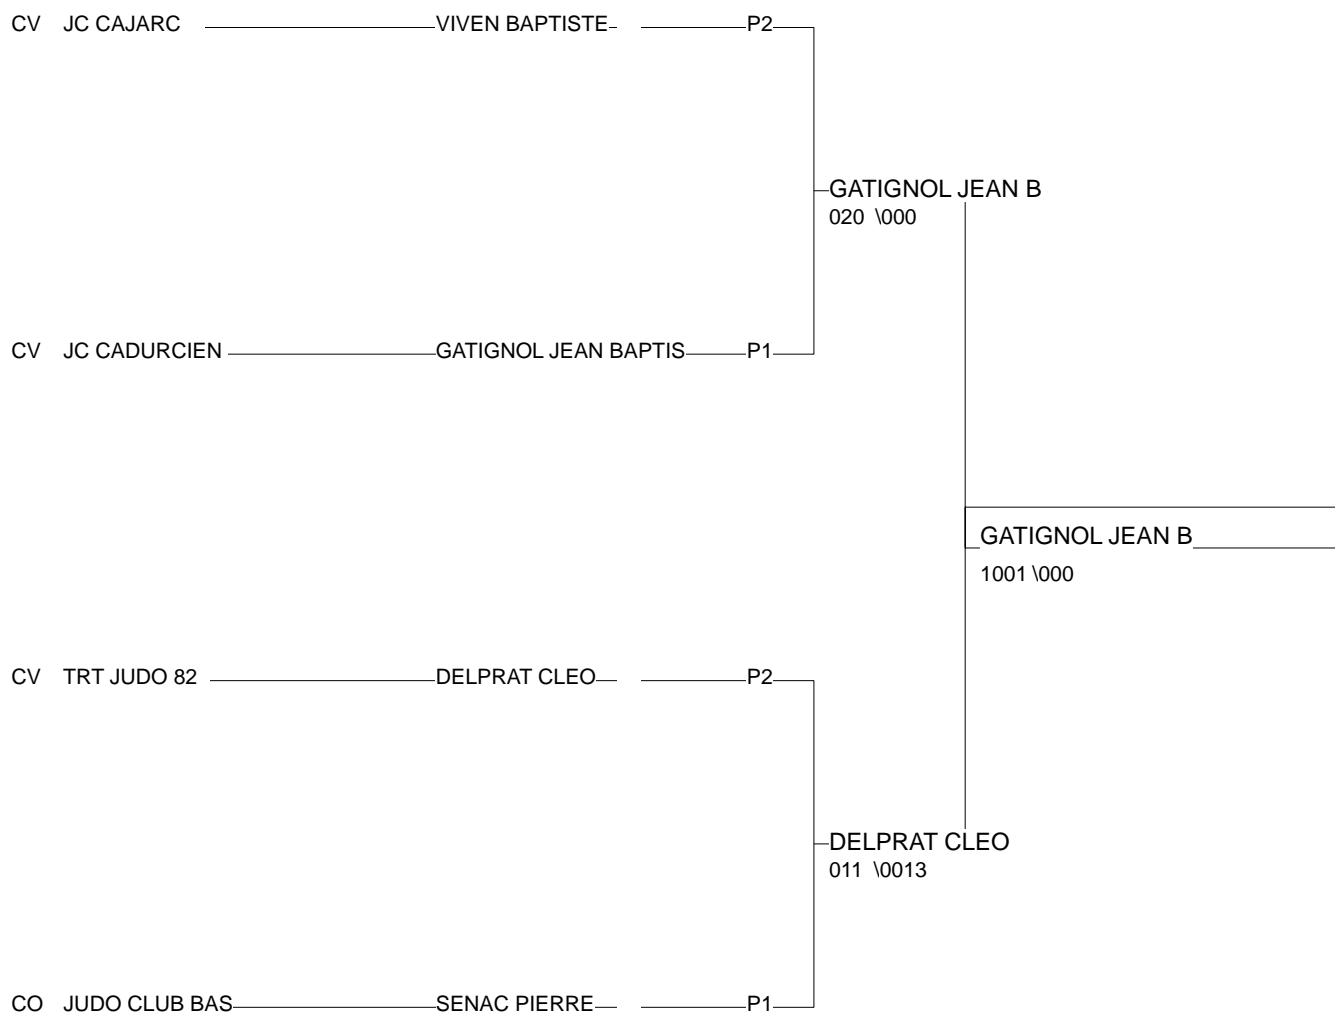 CV JC CAJARC VIVEN BAPTISTE P2
GATIGNOL JEAN B
020 \000
CV JC CADURCIEN GATIGNOL JEAN BAPTIS P1
GATIGNOL JEAN B
1001 \000
CV TRT JUDO 82 DELPRAT CLEO P2
DELPRAT CLEO
011 \0013
CO JUDO CLUB BAS SENAC PIERRE P1